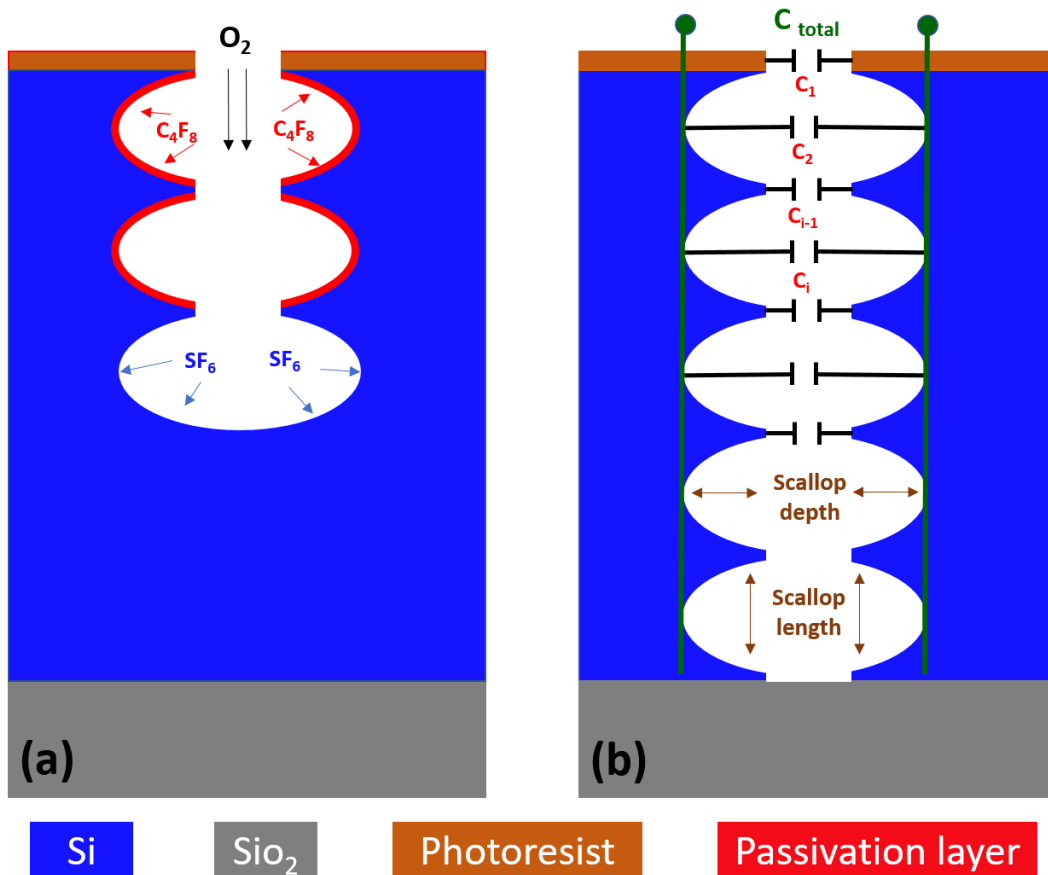 O₂
C₄F₈ C₄F₈
SF₆ SF₆
(a)
C total
C₁
C₂
Cᵢ₋₁
Cᵢ
Scallop
depth
Scallop
length
(b)
Si
Sio₂
Photoresist
Passivation layer